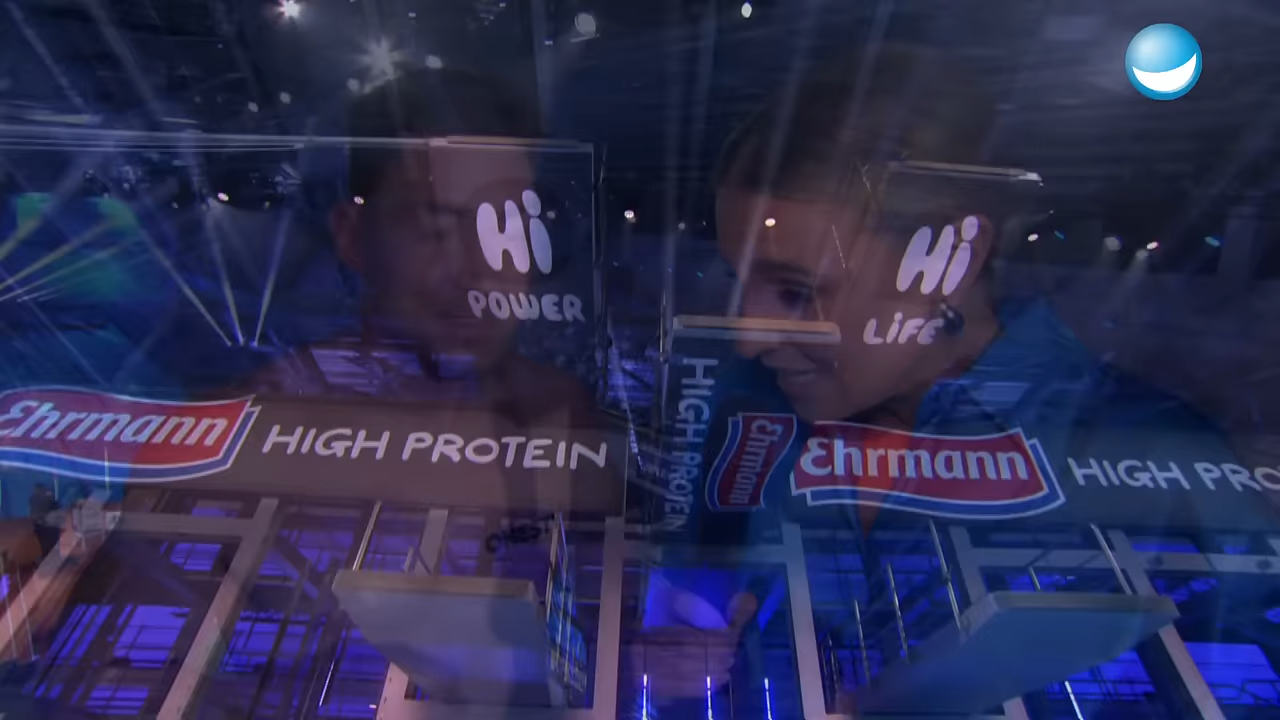 Hi
POWER
Hi
LiFE
Ehrmann
HIGH PROTEIN
HIGH PROTEIN
Ehrmann
Ehrmann
HIGH PRO